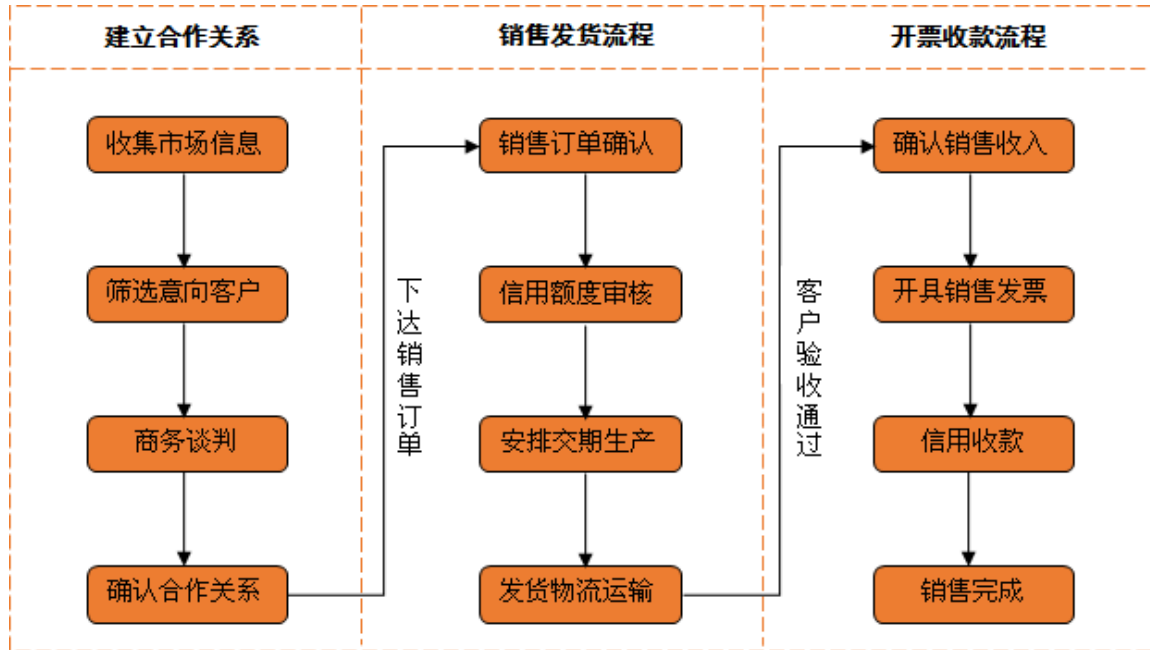 建立合作关系
销售发货流程
开票收款流程
收集市场信息
筛选意向客户
商务谈判
确认合作关系
下达销售订单
销售订单确认
信用额度审核
安排交期生产
发货物流运输
客户验收通过
确认销售收入
开具销售发票
信用收款
销售完成